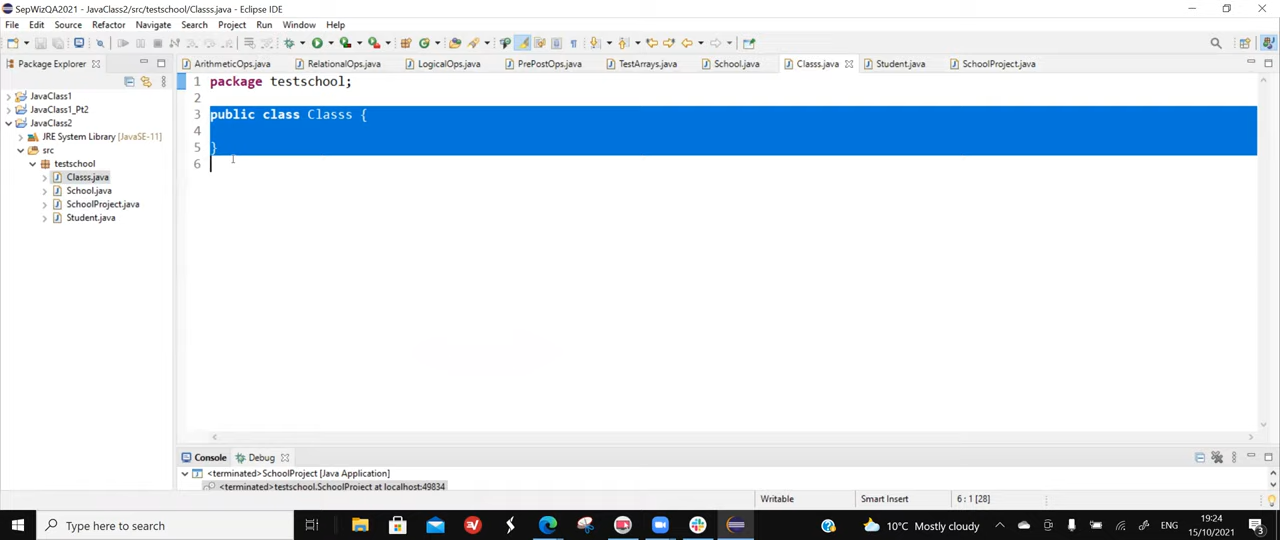 SepWizQA2021 - JavaClass2/src/testschool/Classs.java - Eclipse IDE
File Edit Source Refactor Navigate Search Project Run Window Help
Package Explorer
ArithmeticOps.java RelationalOps.java LogicalOps.java PrePostOps.java TestArrays.java School.java Classs.java Student.java SchoolProject.java
JavaClass1
JavaClass1_Pt2
JavaClass2
JRE System Library [JavaSE-11]
src
testschool
Classs.java
School.java
SchoolProject.java
Student.java
1 package testschool;
2
3 public class Classs {
4
5 }
6
Console Debug
<terminated>SchoolProject [Java Application]
<terminated>testschool.SchoolProject at localhost:49834
Writable Smart Insert 6 : 1 [28]
Type here to search
10°C Mostly cloudy
ENG
19:24
15/10/2021
3